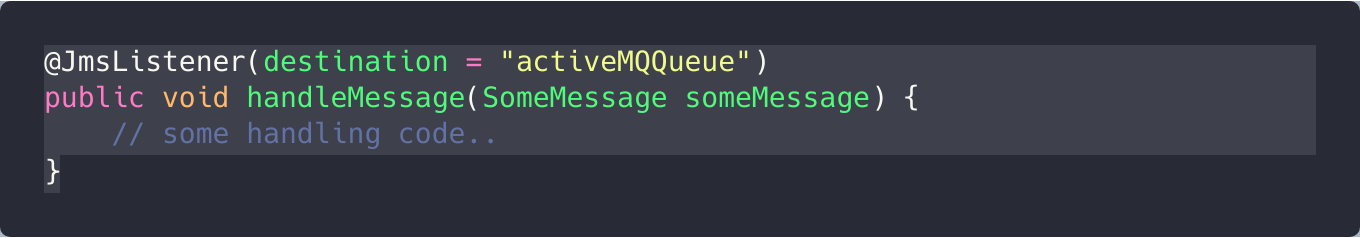 @JmsListener(destination = "activeMQQueue")
public void handleMessage(SomeMessage someMessage) {
    // some handling code..
}